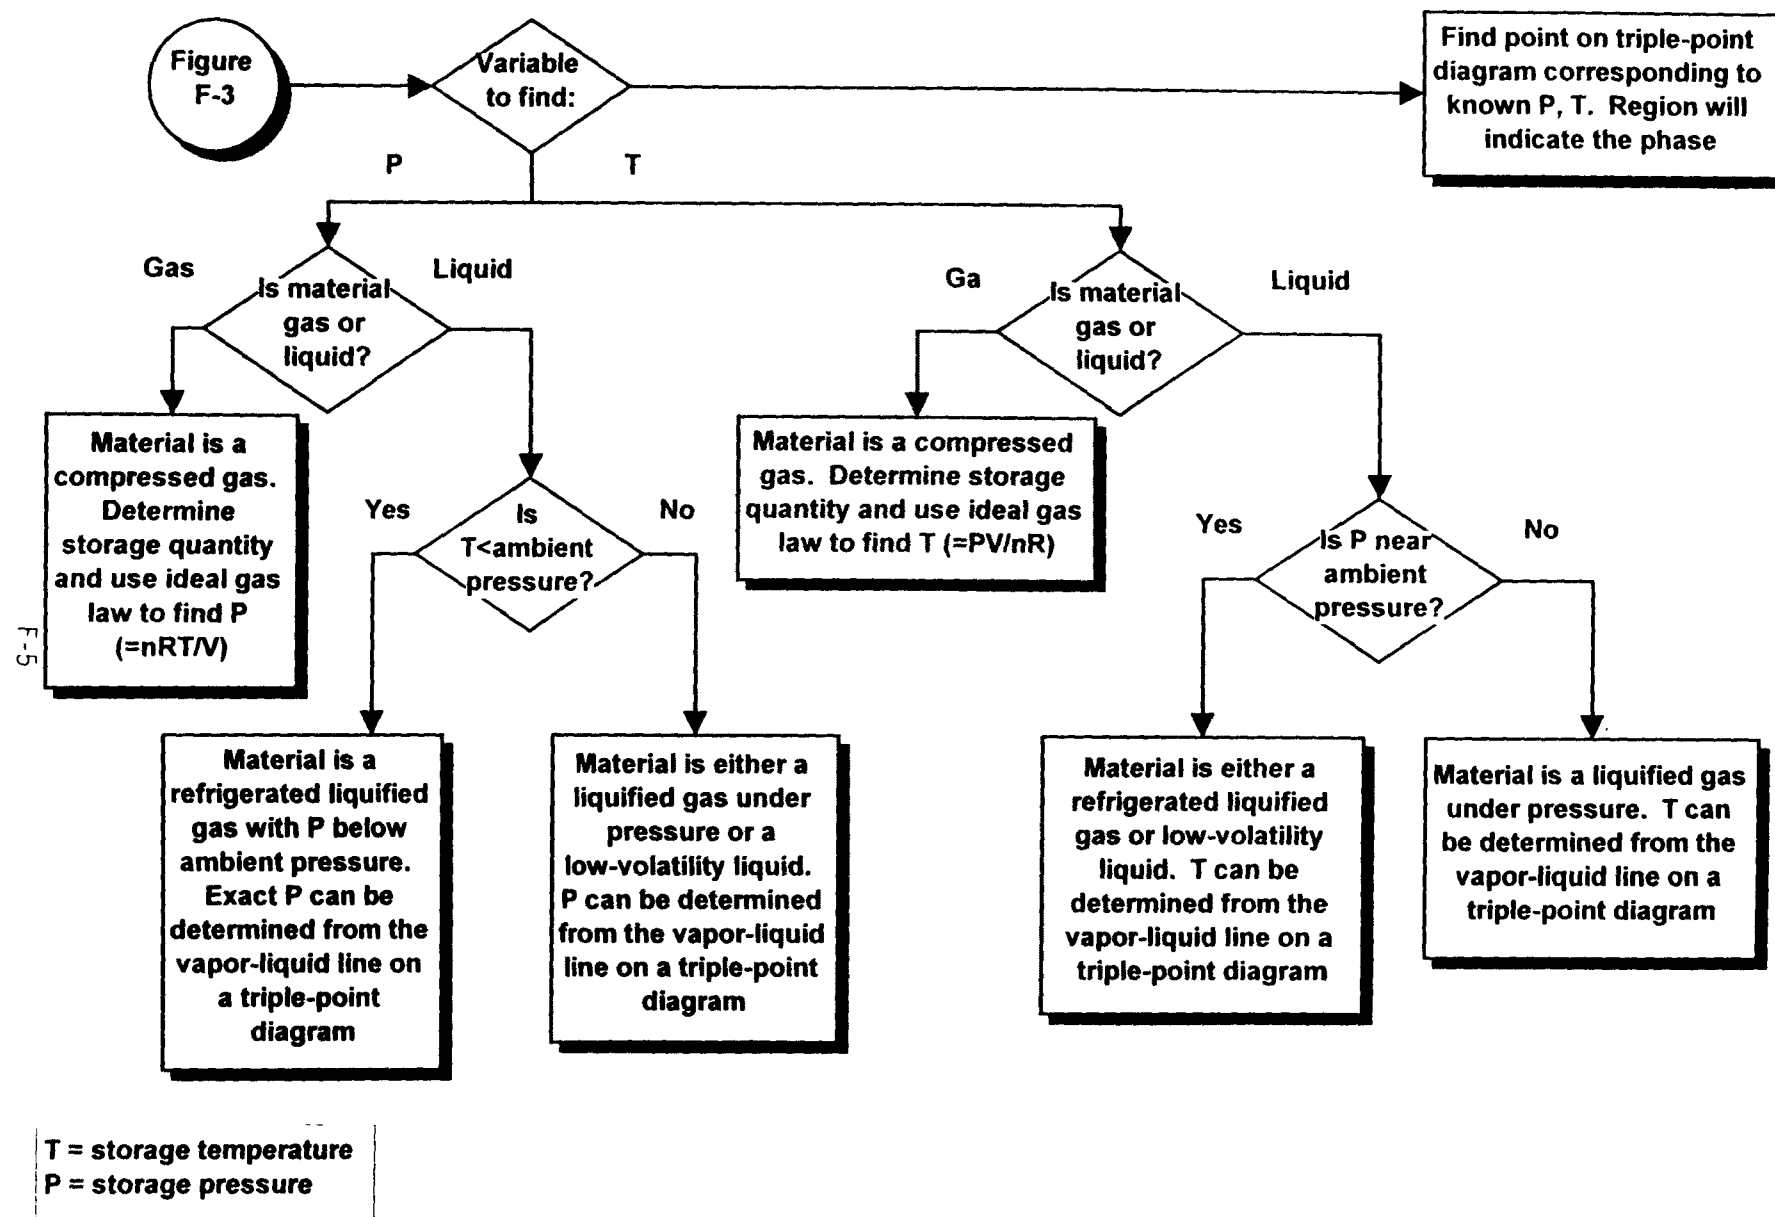 Figure
F-3
Variable
to find:
Find point on triple-point
diagram corresponding to
known P, T. Region will
indicate the phase
P
T
Gas
Liquid
Is material
gas or
liquid?
Ga
Liquid
Is material
gas or
liquid?
Material is a
compressed gas.
Determine
storage quantity
and use ideal gas
law to find P
(=nRT/V)
Yes
No
Is
T<ambient
pressure?
Material is a compressed
gas. Determine storage
quantity and use ideal gas
law to find T (=PV/nR)
Yes
No
Is P near
ambient
pressure?
F-5
Material is a
refrigerated liquified
gas with P below
ambient pressure.
Exact P can be
determined from the
vapor-liquid line on
a triple-point
diagram
Material is either a
liquified gas under
pressure or a
low-volatility liquid.
P can be determined
from the vapor-liquid
line on a triple-point
diagram
Material is either a
refrigerated liquified
gas or low-volatility
liquid. T can be
determined from the
vapor-liquid line on a
triple-point diagram
Material is a liquified gas
under pressure. T can
be determined from the
vapor-liquid line on a
triple-point diagram
T = storage temperature
P = storage pressure